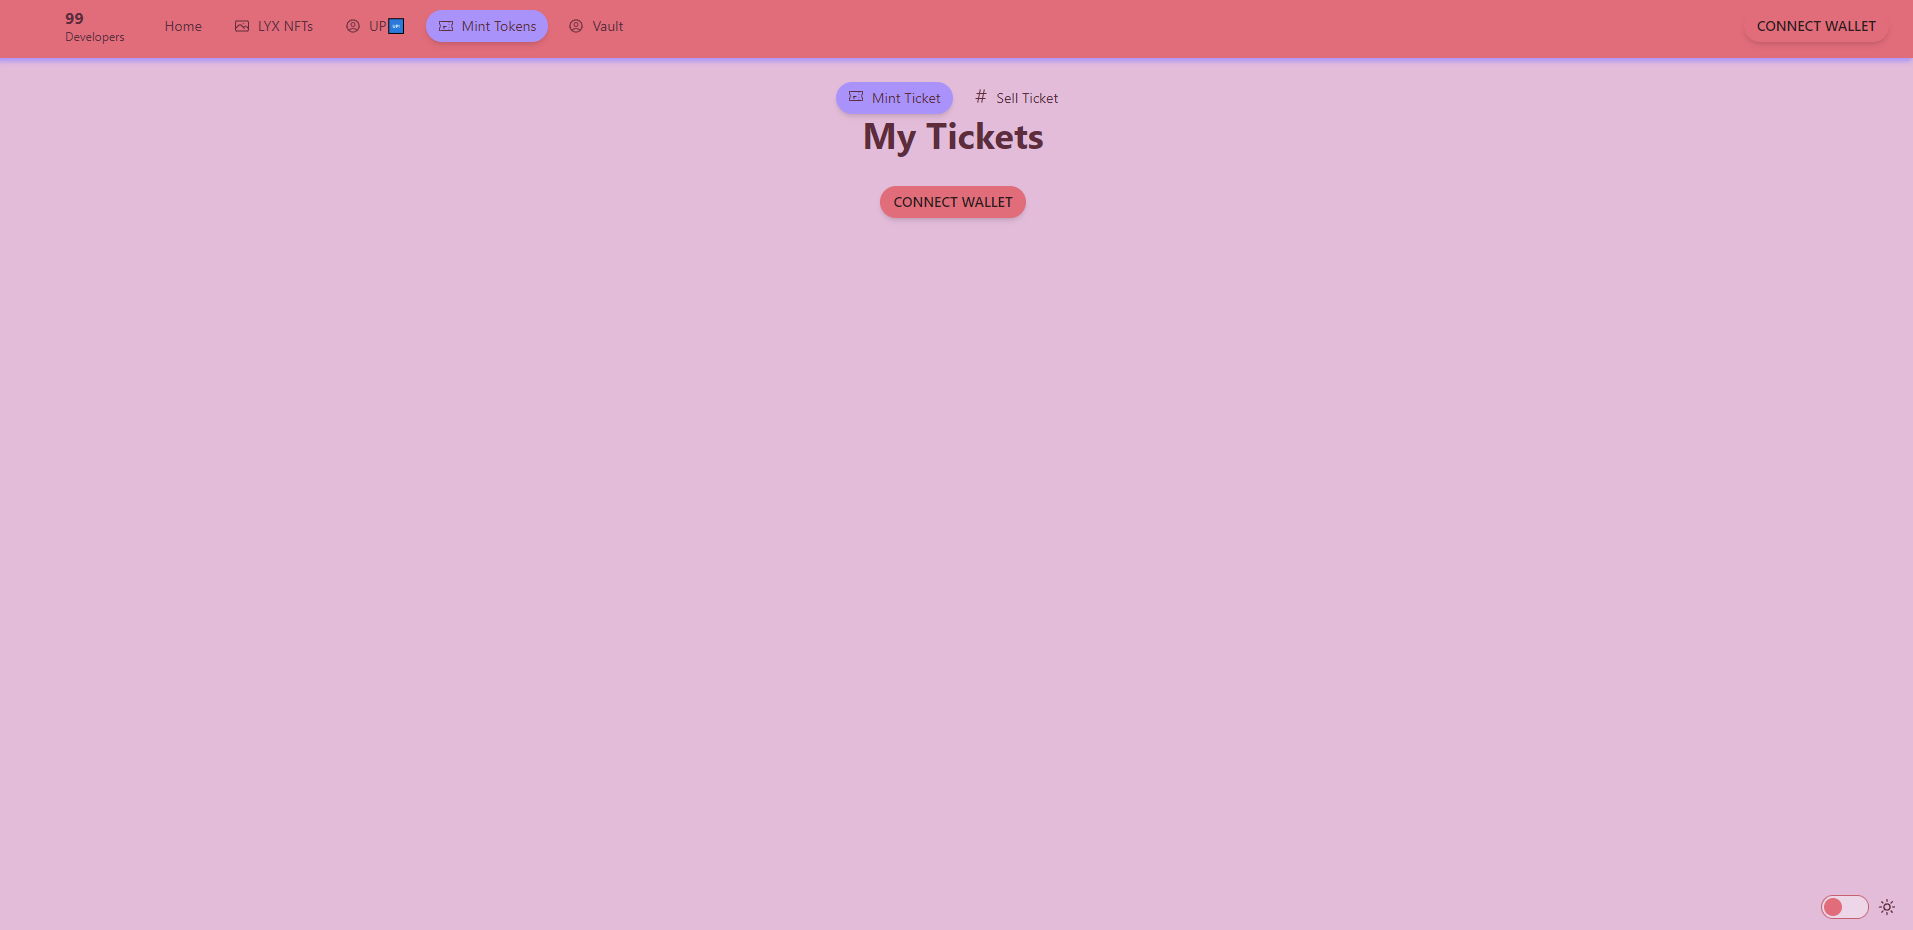 99
Developers
Home
LYX NFTs
UP
Mint Tokens
Vault
CONNECT WALLET
Mint Ticket
# Sell Ticket
My Tickets
CONNECT WALLET